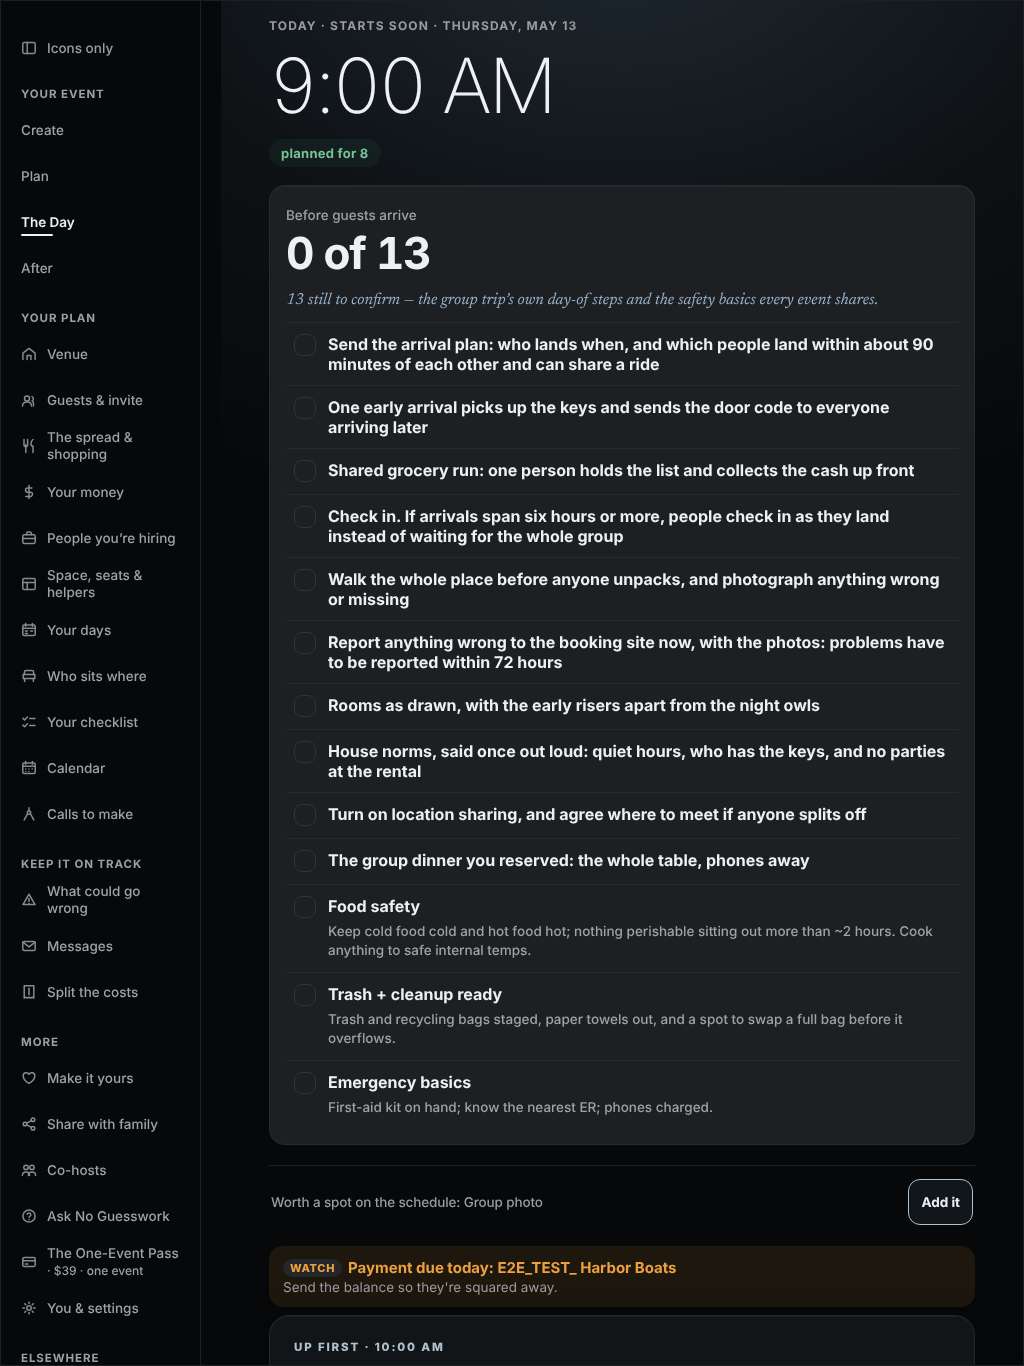 Icons only
YOUR EVENT
Create
Plan
The Day
After
YOUR PLAN
Venue
Guests & invite
The spread &
shopping
Your money
People you’re hiring
Space, seats &
helpers
Your days
Who sits where
Your checklist
Calendar
Calls to make
KEEP IT ON TRACK
What could go
wrong
Messages
Split the costs
MORE
Make it yours
Share with family
Co-hosts
Ask No Guesswork
The One-Event Pass
· $39 · one event
You & settings
ELSEWHERE
TODAY · STARTS SOON · THURSDAY, MAY 13
9:00 AM
planned for 8
Before guests arrive
0 of 13
13 still to confirm – the group trip’s own day-of steps and the safety basics every event shares.
Send the arrival plan: who lands when, and which people land within about 90
minutes of each other and can share a ride
One early arrival picks up the keys and sends the door code to everyone
arriving later
Shared grocery run: one person holds the list and collects the cash up front
Check in. If arrivals span six hours or more, people check in as they land
instead of waiting for the whole group
Walk the whole place before anyone unpacks, and photograph anything wrong
or missing
Report anything wrong to the booking site now, with the photos: problems have
to be reported within 72 hours
Rooms as drawn, with the early risers apart from the night owls
House norms, said once out loud: quiet hours, who has the keys, and no parties
at the rental
Turn on location sharing, and agree where to meet if anyone splits off
The group dinner you reserved: the whole table, phones away
Food safety
Keep cold food cold and hot food hot; nothing perishable sitting out more than ~2 hours. Cook
anything to safe internal temps.
Trash + cleanup ready
Trash and recycling bags staged, paper towels out, and a spot to swap a full bag before it
overflows.
Emergency basics
First-aid kit on hand; know the nearest ER; phones charged.
Worth a spot on the schedule: Group photo
Add it
WATCH Payment due today: E2E_TEST_ Harbor Boats
Send the balance so they're squared away.
UP FIRST · 10:00 AM